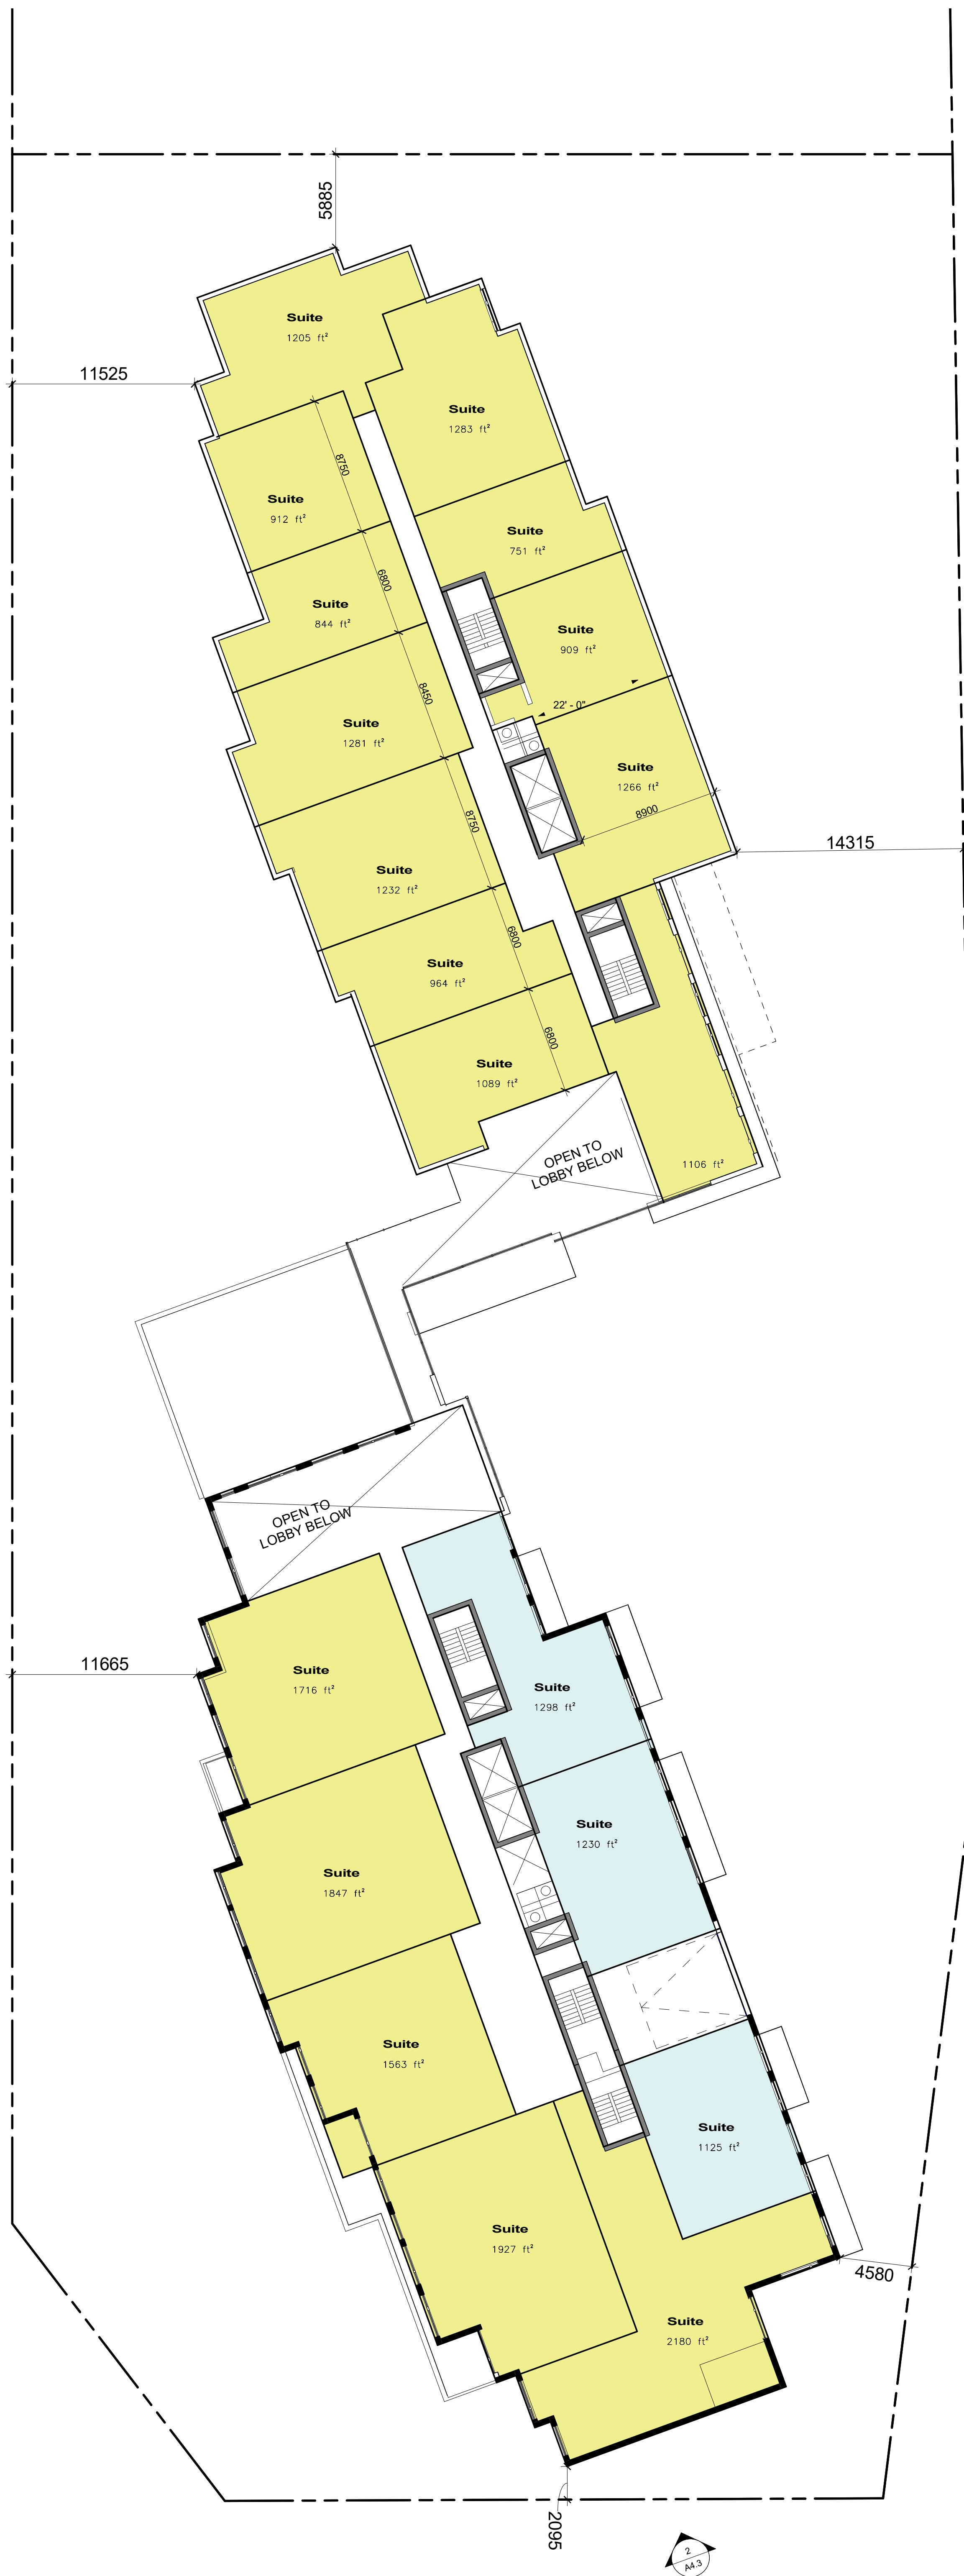 5885
Suite
1205 ft²
11525
Suite
1283 ft²
8750
Suite
912 ft²
Suite
751 ft²
6800
Suite
844 ft²
Suite
909 ft²
8450
22' - 0"
Suite
1281 ft²
Suite
1266 ft²
8900
8750
14315
Suite
1232 ft²
6800
Suite
964 ft²
6800
Suite
1089 ft²
OPEN TO
LOBBY BELOW
1106 ft²
OPEN TO
LOBBY BELOW
11665
Suite
1716 ft²
Suite
1298 ft²
Suite
1230 ft²
Suite
1847 ft²
Suite
1563 ft²
Suite
1125 ft²
Suite
1927 ft²
4580
Suite
2180 ft²
2095
2
A4.3